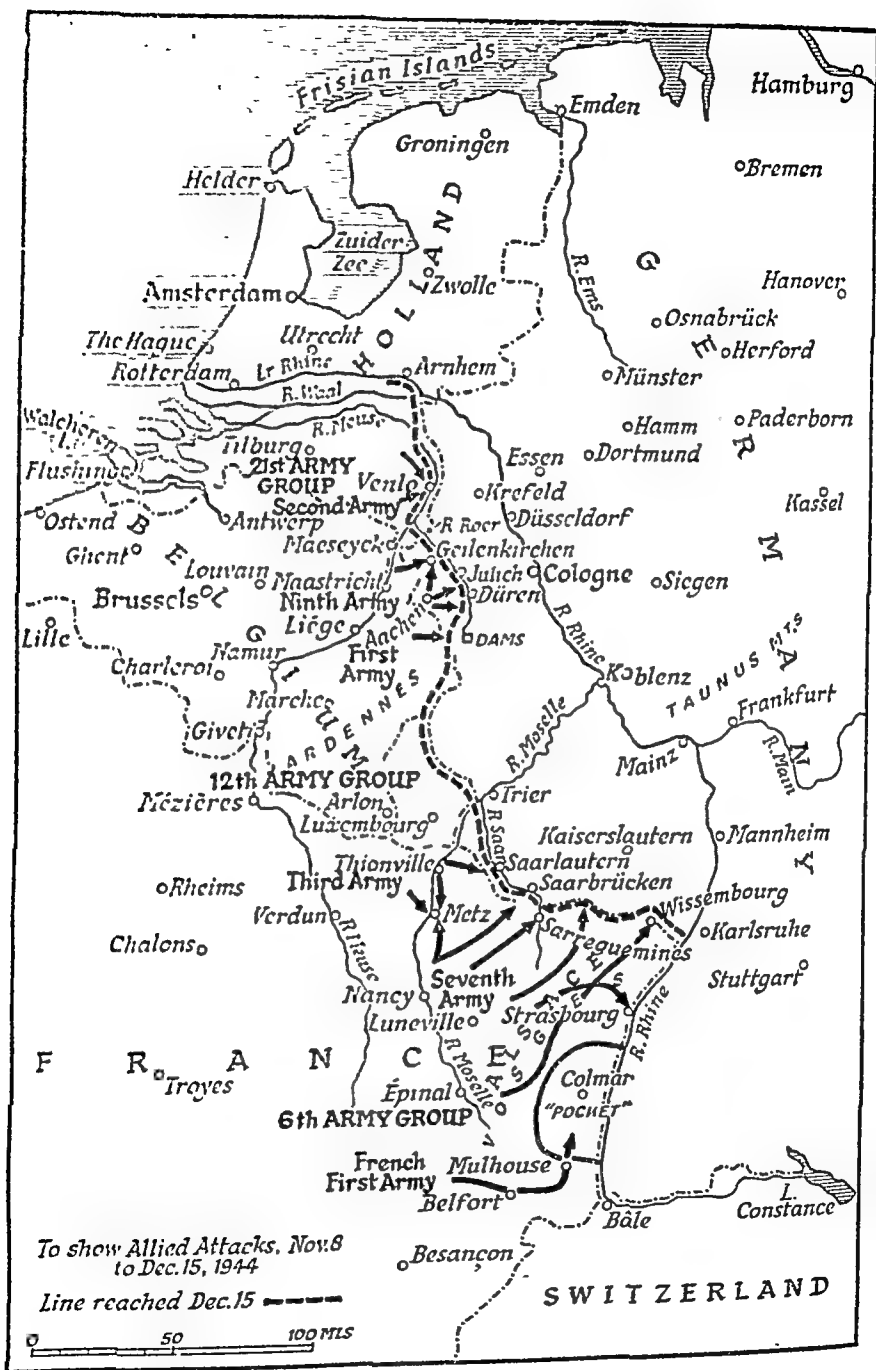 Frisian Islands
Hamburg
Emden
Groningen
Bremen
Helder
HOLLAND
Zuider
Zee
Zwolle
R. Ems
GERMANY
Hanover
Amsterdam
Osnabrück
The Hague
Utrecht
Herford
Rotterdam
Lr Rhine
Arnhem
Münster
R. Waal
R. Meuse
Hamm
Paderborn
Walcheren
Tilburg
Essen
Dortmund
Flushing
21st ARMY
GROUP
Venlo
Second Army
Krefeld
Kassel
Ostend
Antwerp
R Roer
Düsseldorf
BELGIUM
Ghent
Maeseyck
Geilenkirchen
Louvain
Maastricht
Julich
Cologne
Siegen
Brussels
Ninth Army
Düren
Lille
Liége
Aachen
DAMS
R. Rhine
First
Army
Charleroi
Namur
Koblenz
TAUNUS MTS
Marche
ARDENNES
Frankfurt
Givet
R. Moselle
Mainz
R. Main
12th ARMY GROUP
Mézières
Arlon
Trier
Luxembourg
R Saar
Kaiserslautern
Mannheim
Thionville
Saarlautern
Rheims
Third Army
Saarbrücken
Wissembourg
Verdun
Metz
Karlsruhe
Chalons
R Meuse
Sarreguemines
Stuttgart
Seventh
Army
Nancy
Strasbourg
Luneville
ALSACE
R. Rhine
FRANCE
R Moselle
Troyes
Colmar
"POCKET"
Épinal
6th ARMY GROUP
French
First Army
Mulhouse
Belfort
L.
Constance
Bâle
To show Allied Attacks, Nov. 8
to Dec. 15, 1944
Besançon
Line reached Dec. 15
SWITZERLAND
0 50 100 MLS